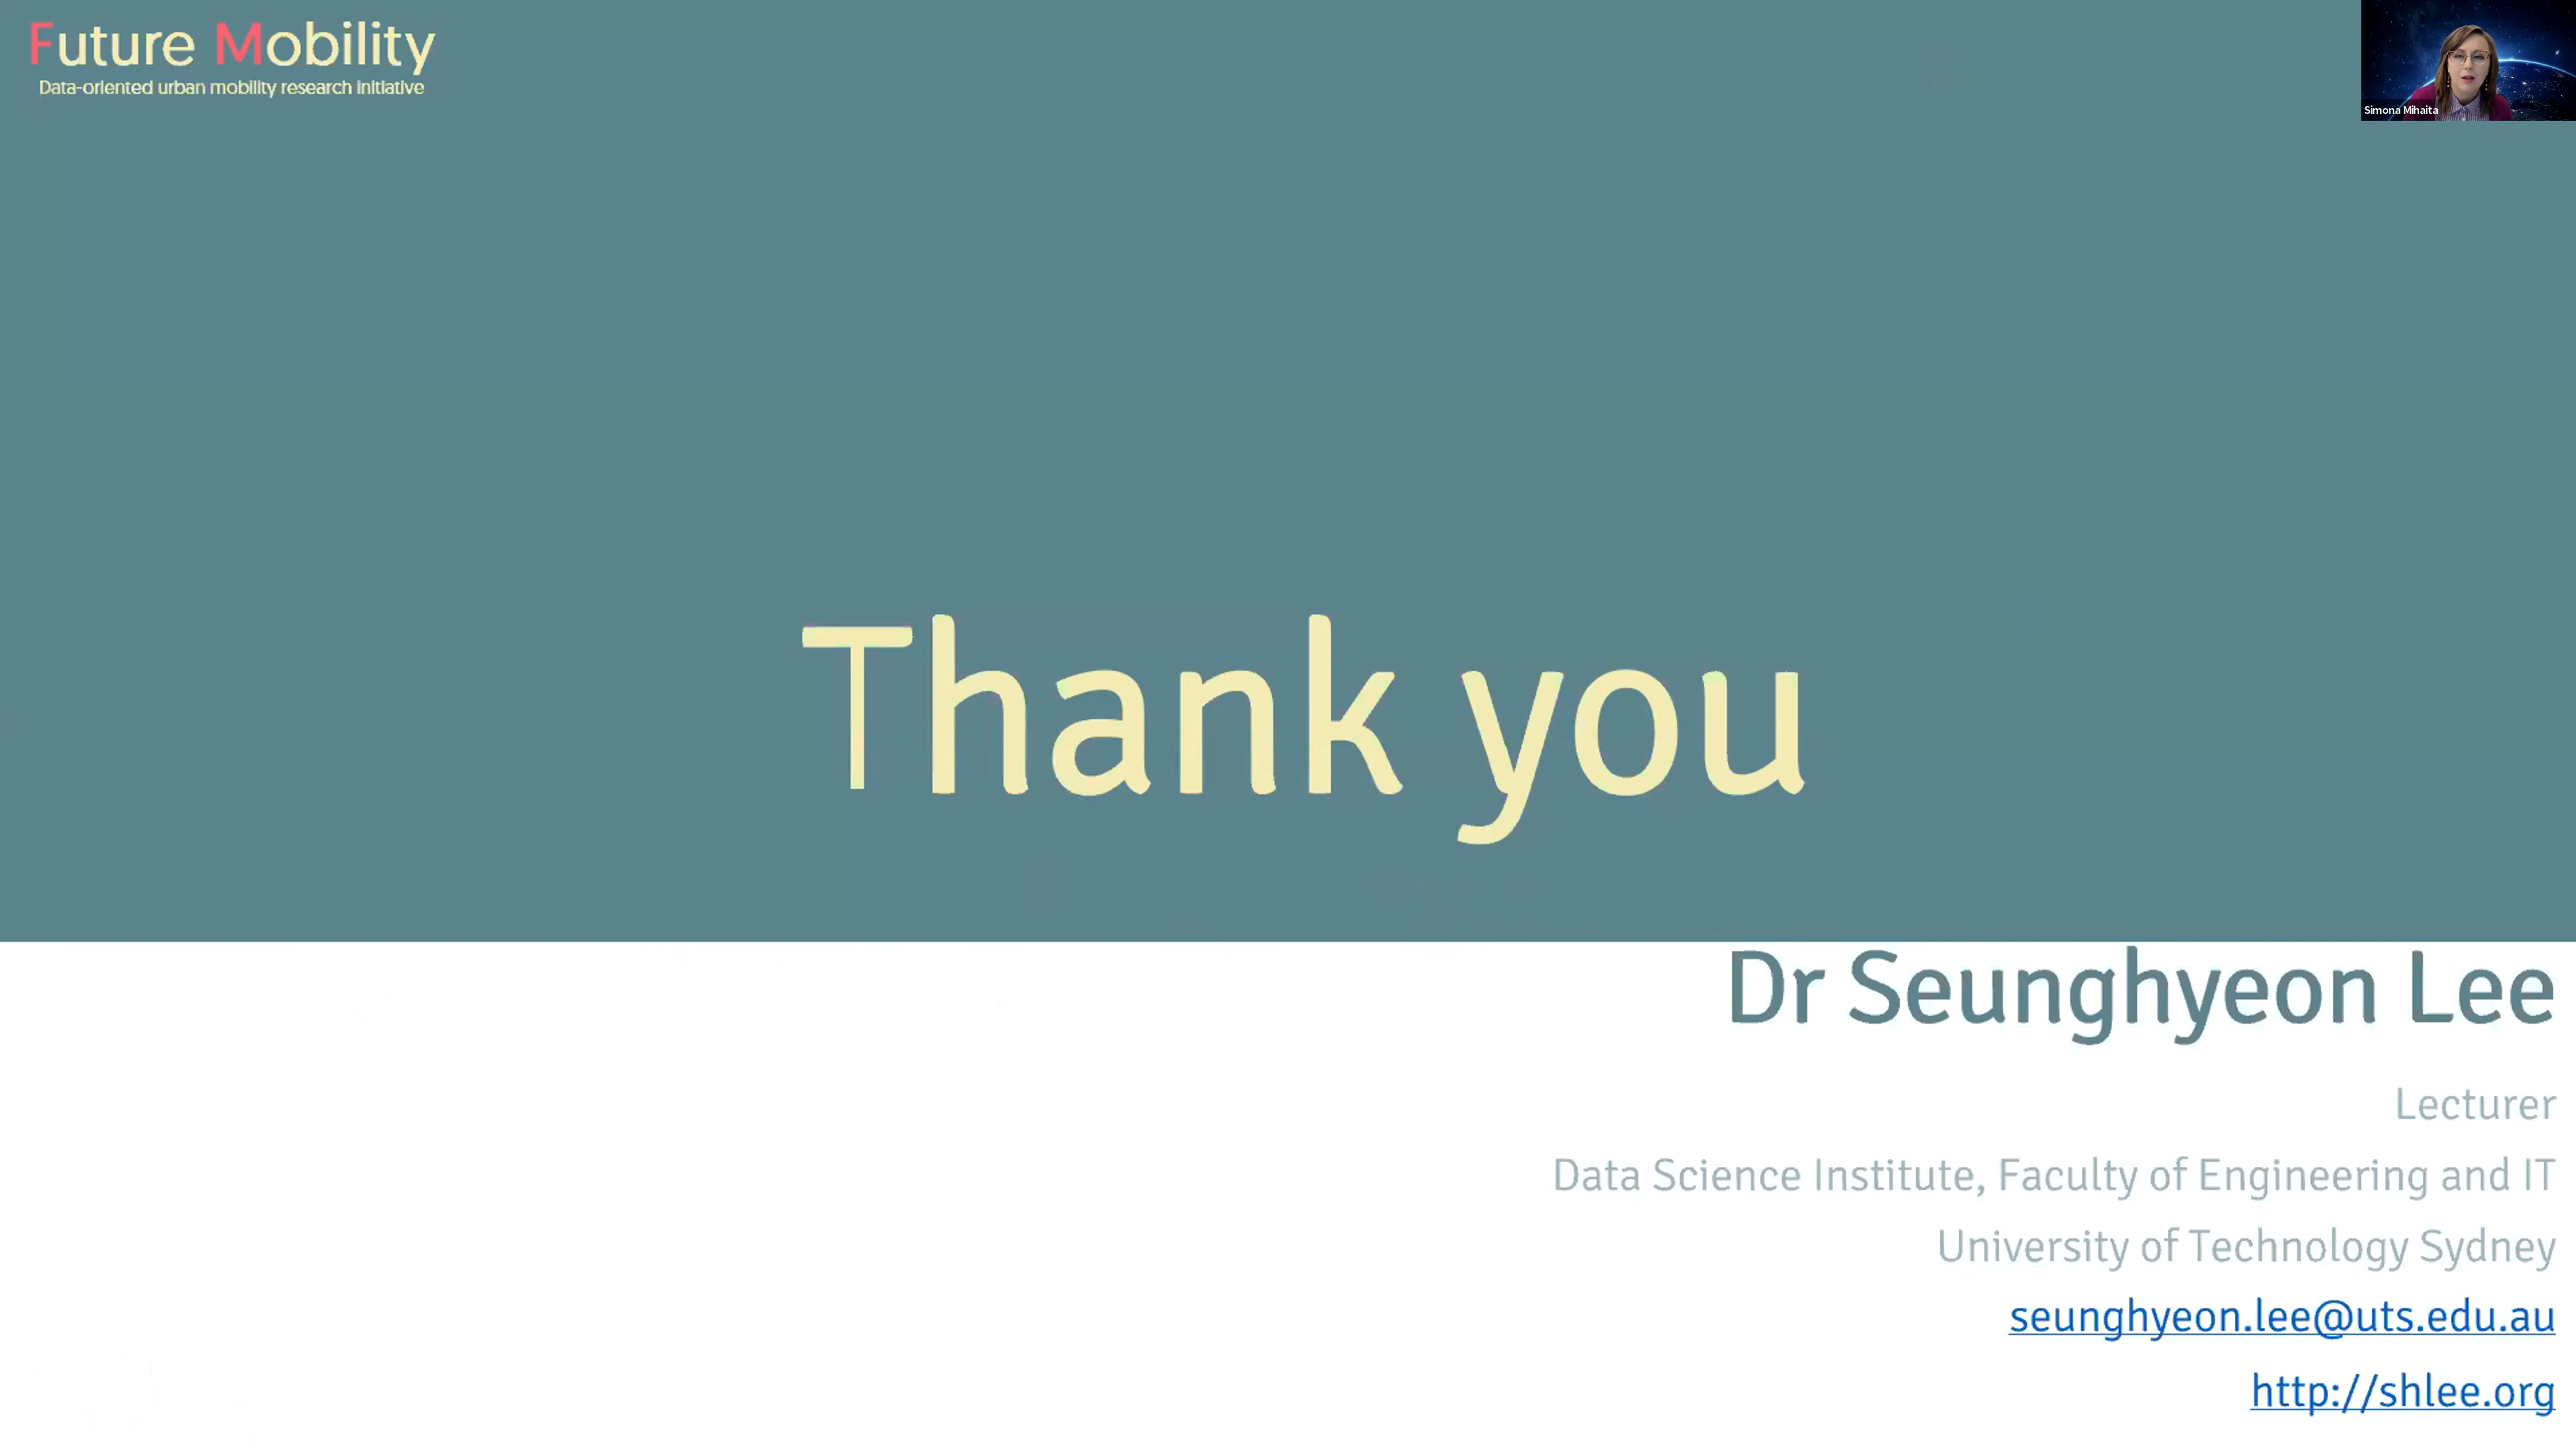 Future Mobility
Data-oriented urban mobility research initiative
Simona Mihaita
Thank you
Dr Seunghyeon Lee
Lecturer
Data Science Institute, Faculty of Engineering and IT
University of Technology Sydney
seunghyeon.lee@uts.edu.au
http://shlee.org